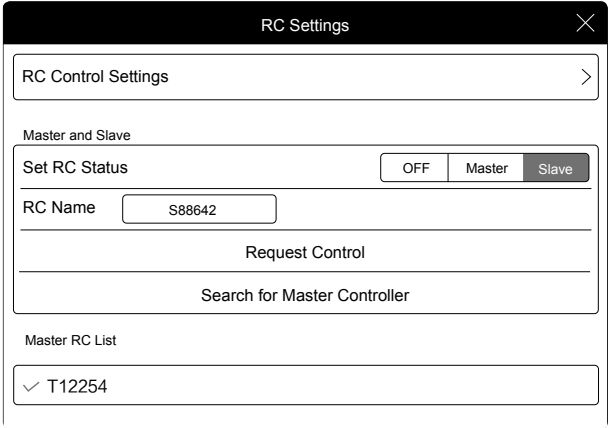 RC Settings
RC Control Settings
Master and Slave
Set RC Status OFF Master Slave
RC Name S88642
Request Control
Search for Master Controller
Master RC List
T12254